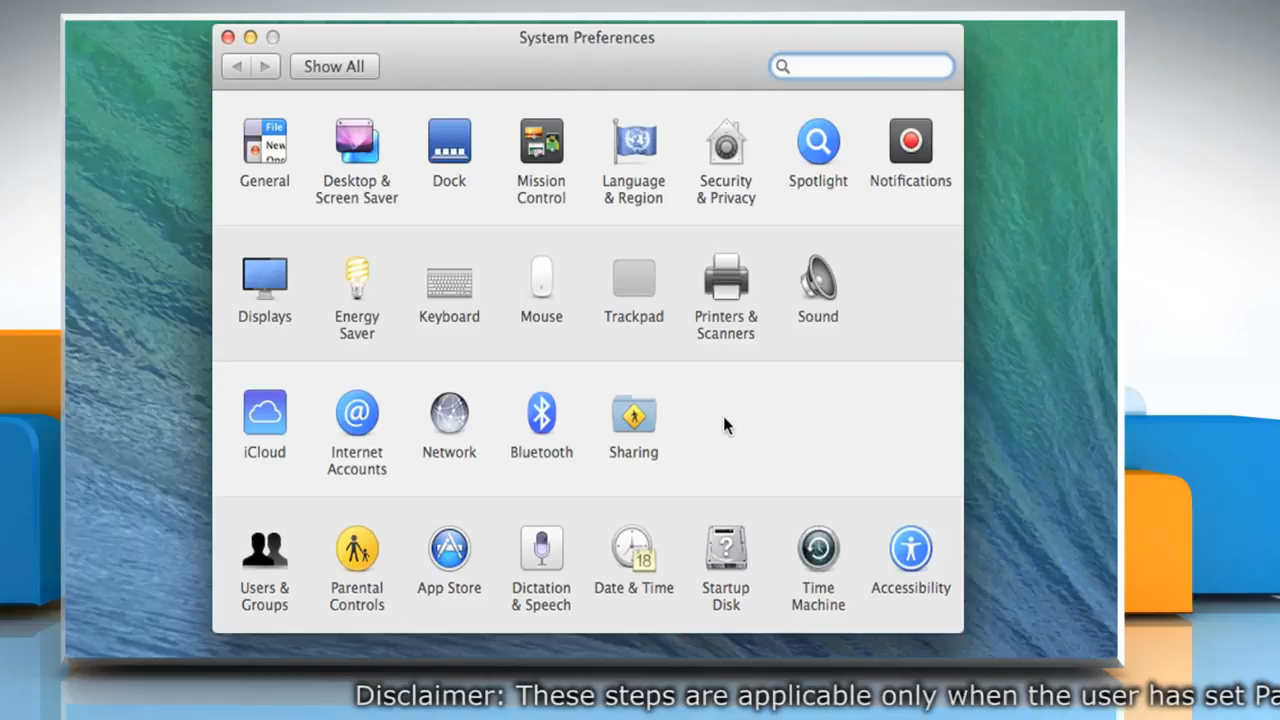 System Preferences
Show All
File
New
General
Desktop &
Screen Saver
Dock
Mission
Control
Language
& Region
Security
& Privacy
Spotlight
Notifications
Displays
Energy
Saver
Keyboard
Mouse
Trackpad
Printers &
Scanners
Sound
iCloud
@
Internet
Accounts
Network
Bluetooth
Sharing
Users &
Groups
Parental
Controls
App Store
Dictation
& Speech
18
Date & Time
?
Startup
Disk
Time
Machine
Accessibility
Disclaimer: These steps are applicable only when the user has set Pa